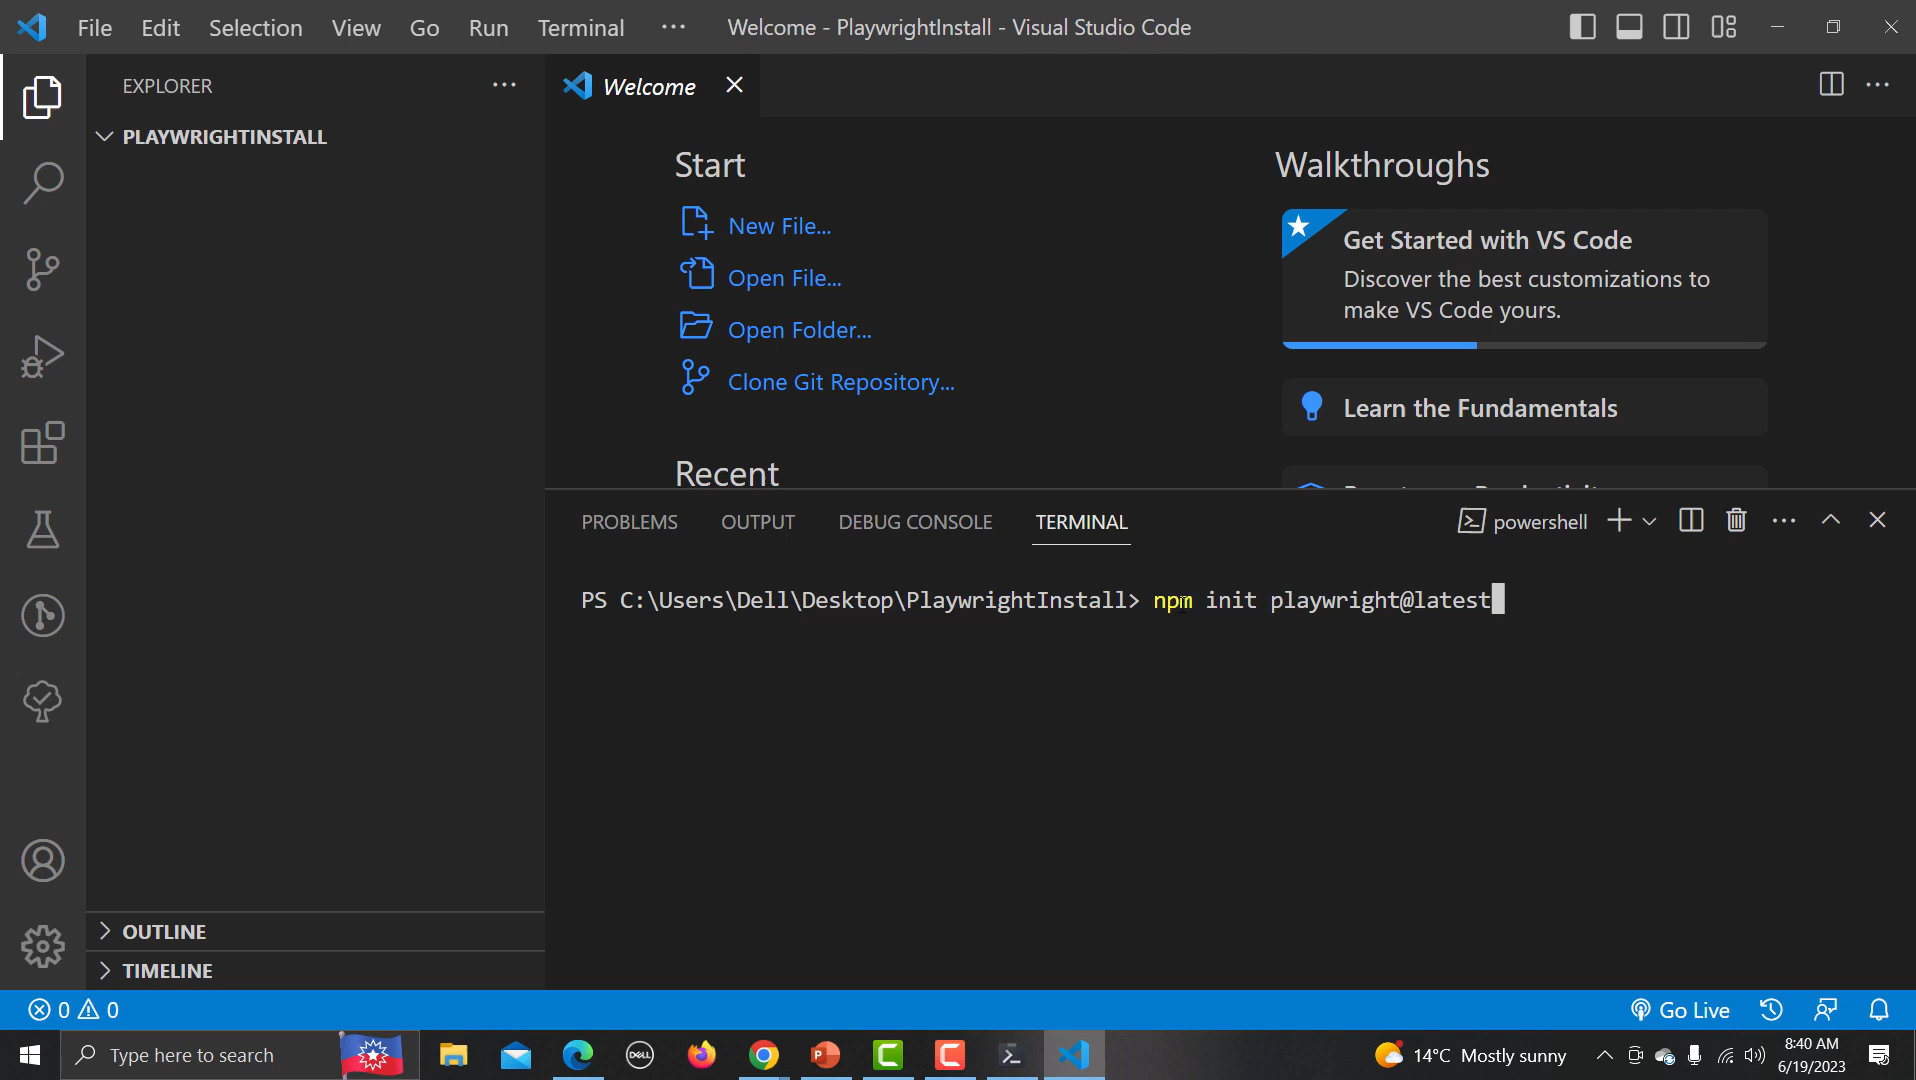 File Edit Selection View Go Run Terminal ··· Welcome - PlaywrightInstall - Visual Studio Code
EXPLORER
PLAYWRIGHTINSTALL
Welcome
Start
New File...
Open File...
Open Folder...
Clone Git Repository...
Recent
Walkthroughs
Get Started with VS Code
Discover the best customizations to
make VS Code yours.
Learn the Fundamentals
PROBLEMS OUTPUT DEBUG CONSOLE TERMINAL powershell
PS C:\Users\Dell\Desktop\PlaywrightInstall> npm init playwright@latest
OUTLINE
TIMELINE
0 0 Go Live
Type here to search
DELL
14°C Mostly sunny
8:40 AM
6/19/2023